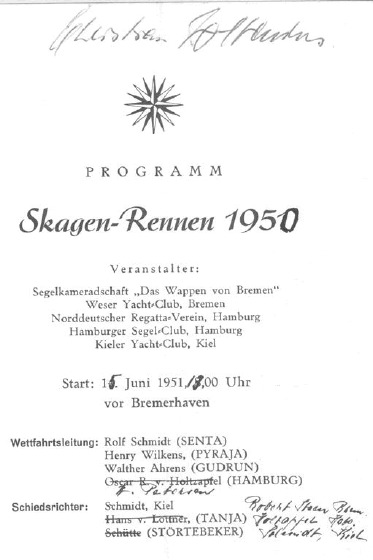 Christian
PROGRAMM
Skagen-Rennen 1950
Veranstalter:
Segelkameradschaft „Das Wappen von Bremen"
Weser Yacht-Club, Bremen
Norddeutscher Regatta-Verein, Hamburg
Hamburger Segel-Club, Hamburg
Kieler Yacht-Club, Kiel
Start: 15. Juni 1951, 18,00 Uhr
vor Bremerhaven
Wettfahrtsleitung: Rolf Schmidt (SENTA)
Henry Wilkens, (PYRAJA)
Walther Ahrens (GUDRUN)
Oscar R. v. Holtzapfel (HAMBURG)
Petersen
Schiedsrichter: Schmidt, Kiel
Hans v. Lottner, (TANJA)
Schütte (STÖRTEBEKER)
Robert
Schmidt, Kiel